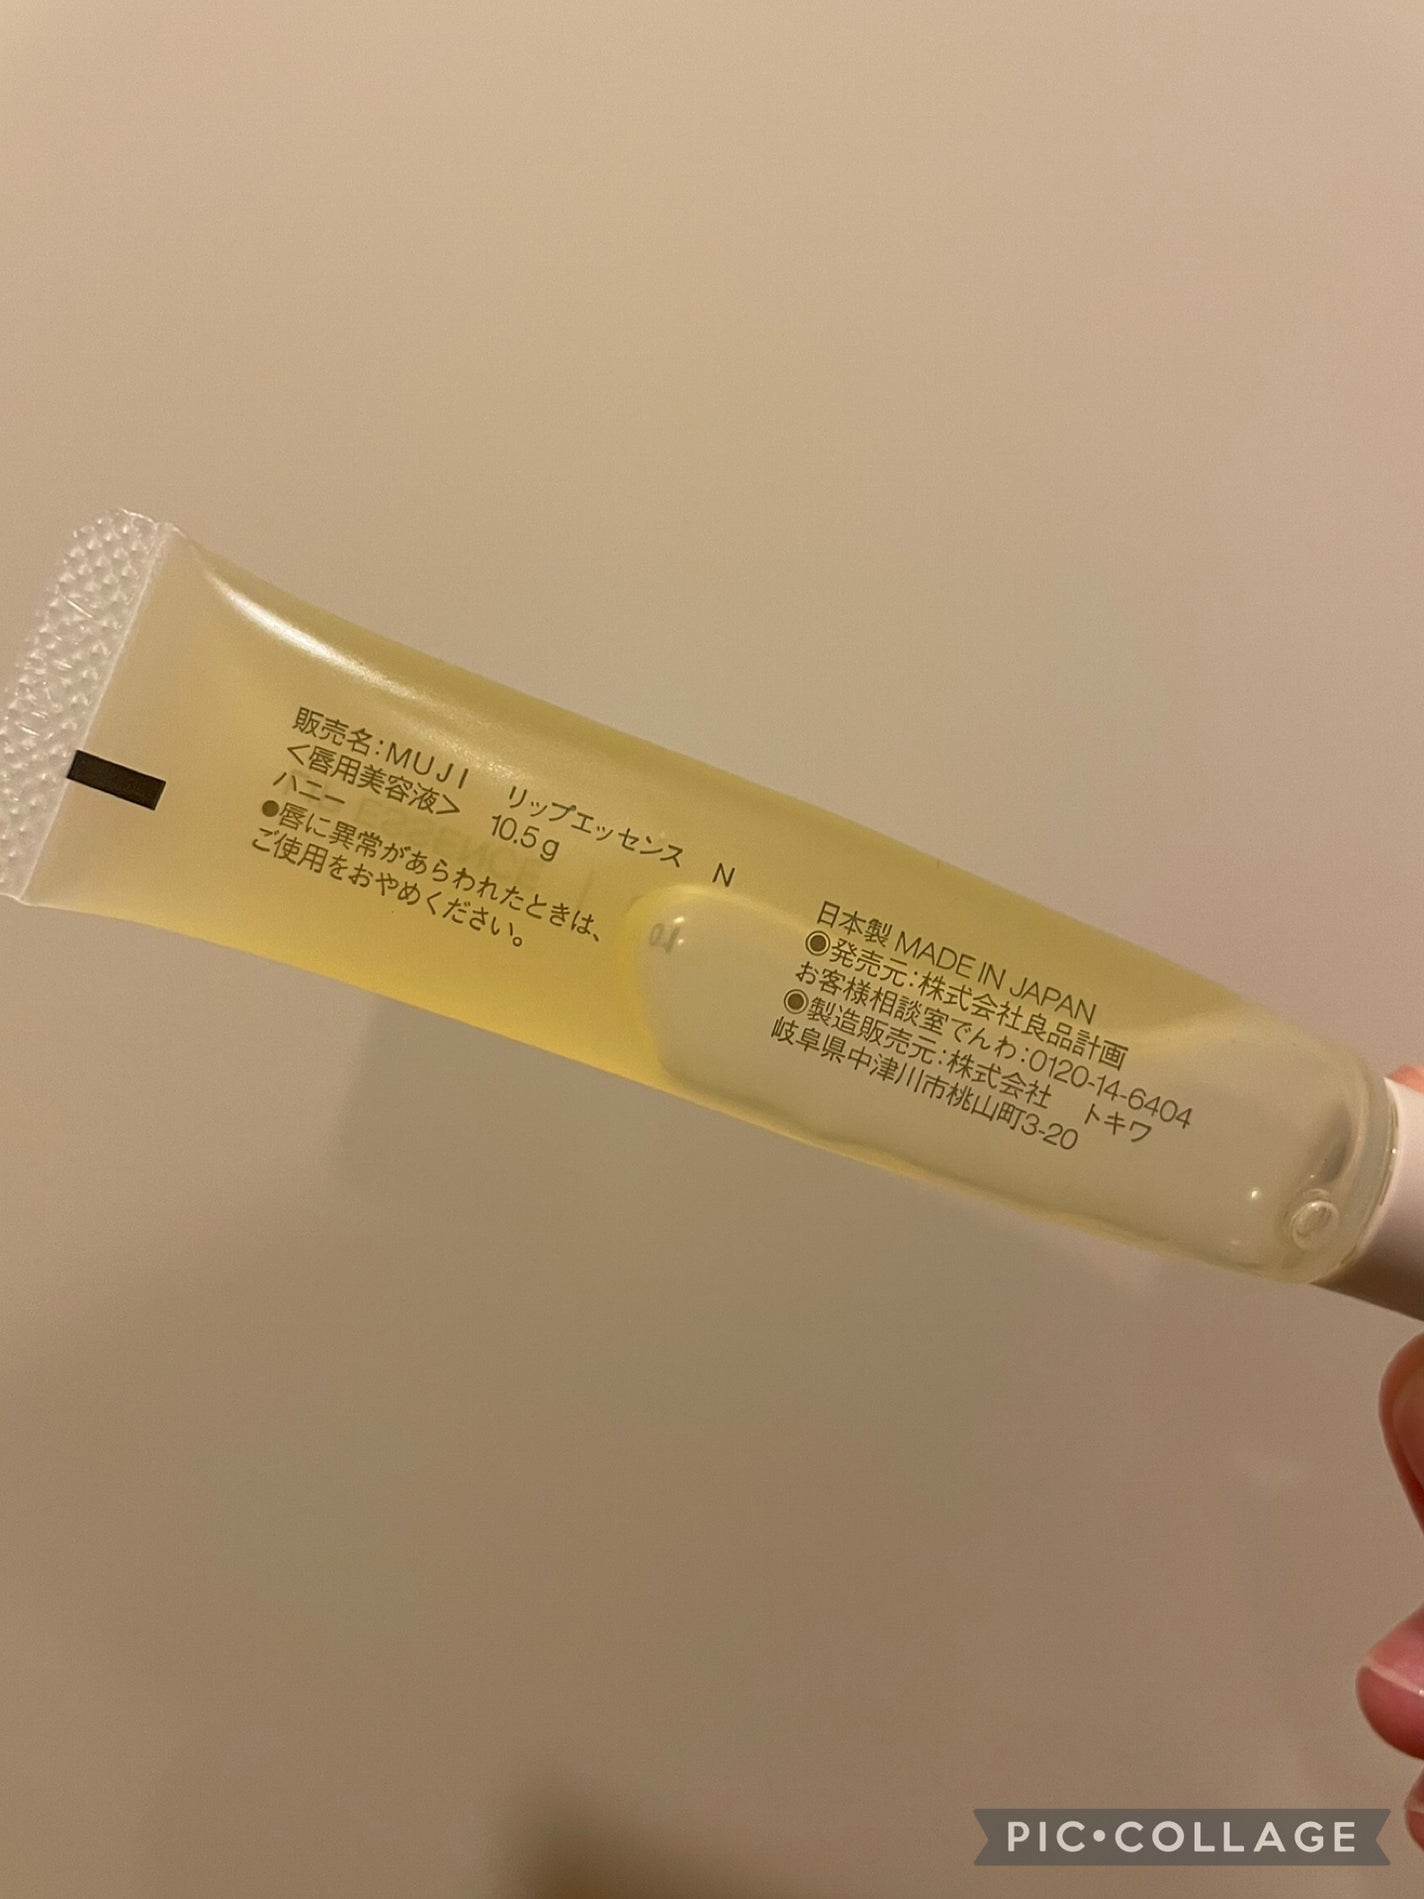 販売名:MUJI リップエッセンス N
<唇用美容液> 10.5g
ハニー
●唇に異常があらわれたときは、
ご使用をおやめください。
日本製 MADE IN JAPAN
◉発売元:株式会社良品計画
お客様相談室でんわ:0120-14-6404
◉製造販売元:株式会社 トキワ
岐阜県中津川市桃山町3-20
PIC•COLLAGE